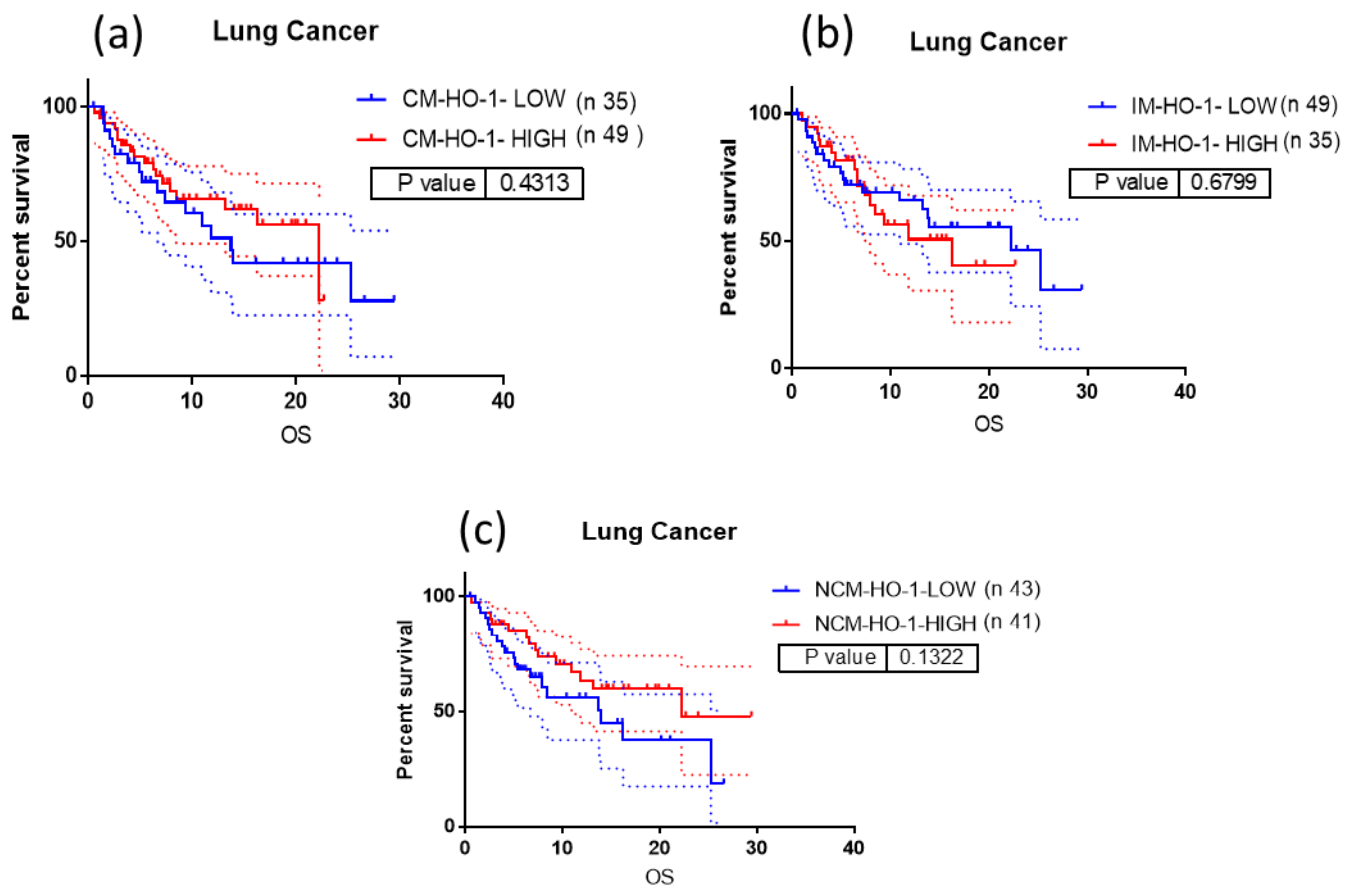 (a) Lung Cancer
CM-HO-1- LOW (n 35)
CM-HO-1- HIGH (n 49 )
P value 0.4313
Percent survival
100
50
0
0 10 20 30 40
OS
(b) Lung Cancer
IM-HO-1- LOW (n 49)
IM-HO-1- HIGH (n 35)
P value 0.6799
Percent survival
100
50
0
0 10 20 30 40
OS
(c) Lung Cancer
NCM-HO-1-LOW (n 43)
NCM-HO-1-HIGH (n 41)
P value 0.1322
Percent survival
100
50
0
0 10 20 30 40
OS